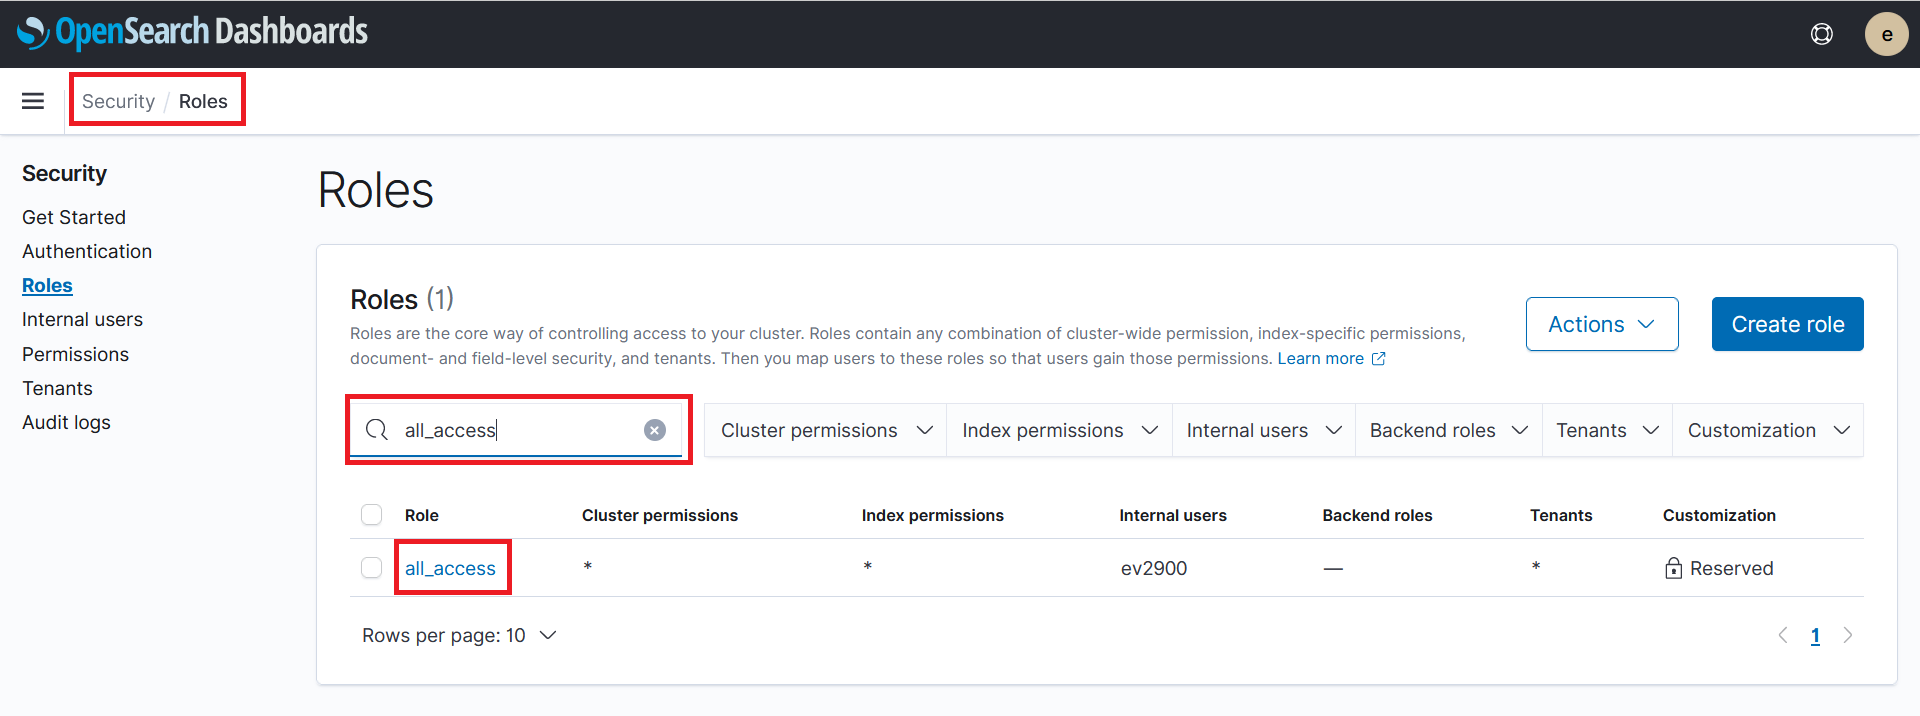 OpenSearch Dashboards
e
Security / Roles
Security
Get Started
Authentication
Roles
Internal users
Permissions
Tenants
Audit logs
Roles
Roles (1)
Roles are the core way of controlling access to your cluster. Roles contain any combination of cluster-wide permission, index-specific permissions,
document- and field-level security, and tenants. Then you map users to these roles so that users gain those permissions. Learn more
Actions
Create role
all_access
Cluster permissions
Index permissions
Internal users
Backend roles
Tenants
Customization
Role Cluster permissions Index permissions Internal users Backend roles Tenants Customization
all_access * * ev2900 — * Reserved
Rows per page: 10
1